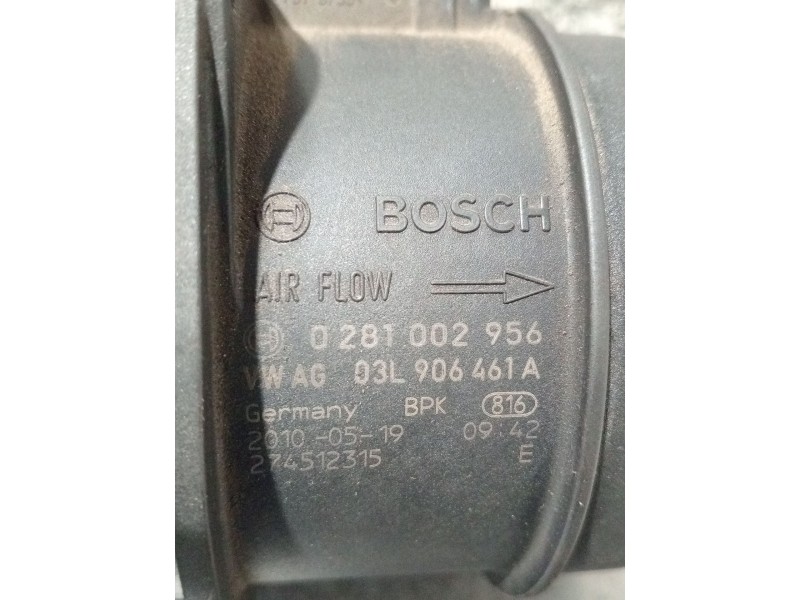 BOSCH
AIR FLOW
0 281 002 956
VW AG 03L 906 461 A
Germany BPK 816
2010-05-19 09:42
274512315 E